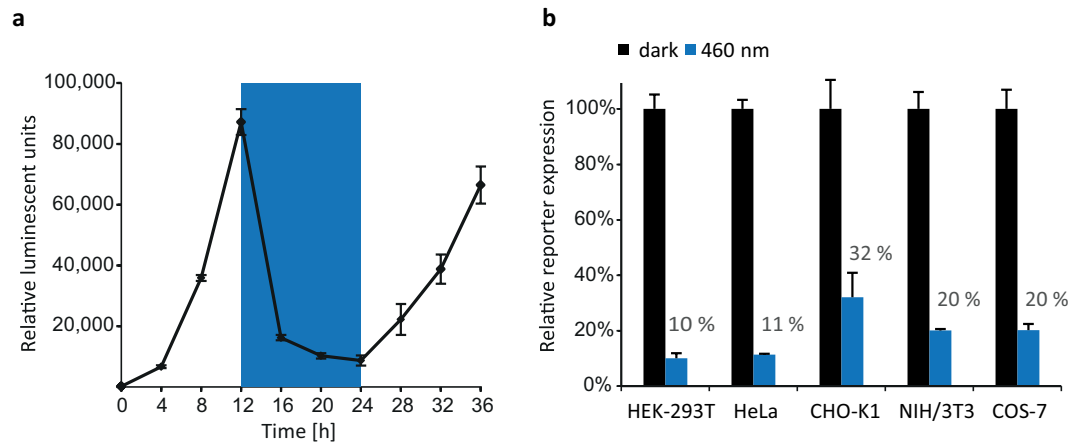 a
Relative luminescent units
100,000
80,000
60,000
40,000
20,000
0 4 8 12 16 20 24 28 32 36
Time [h]
b
dark 460 nm
Relative reporter expression
100%
80%
60%
40%
20%
0%
10 %
11 %
32 %
20 %
20 %
HEK-293T HeLa CHO-K1 NIH/3T3 COS-7